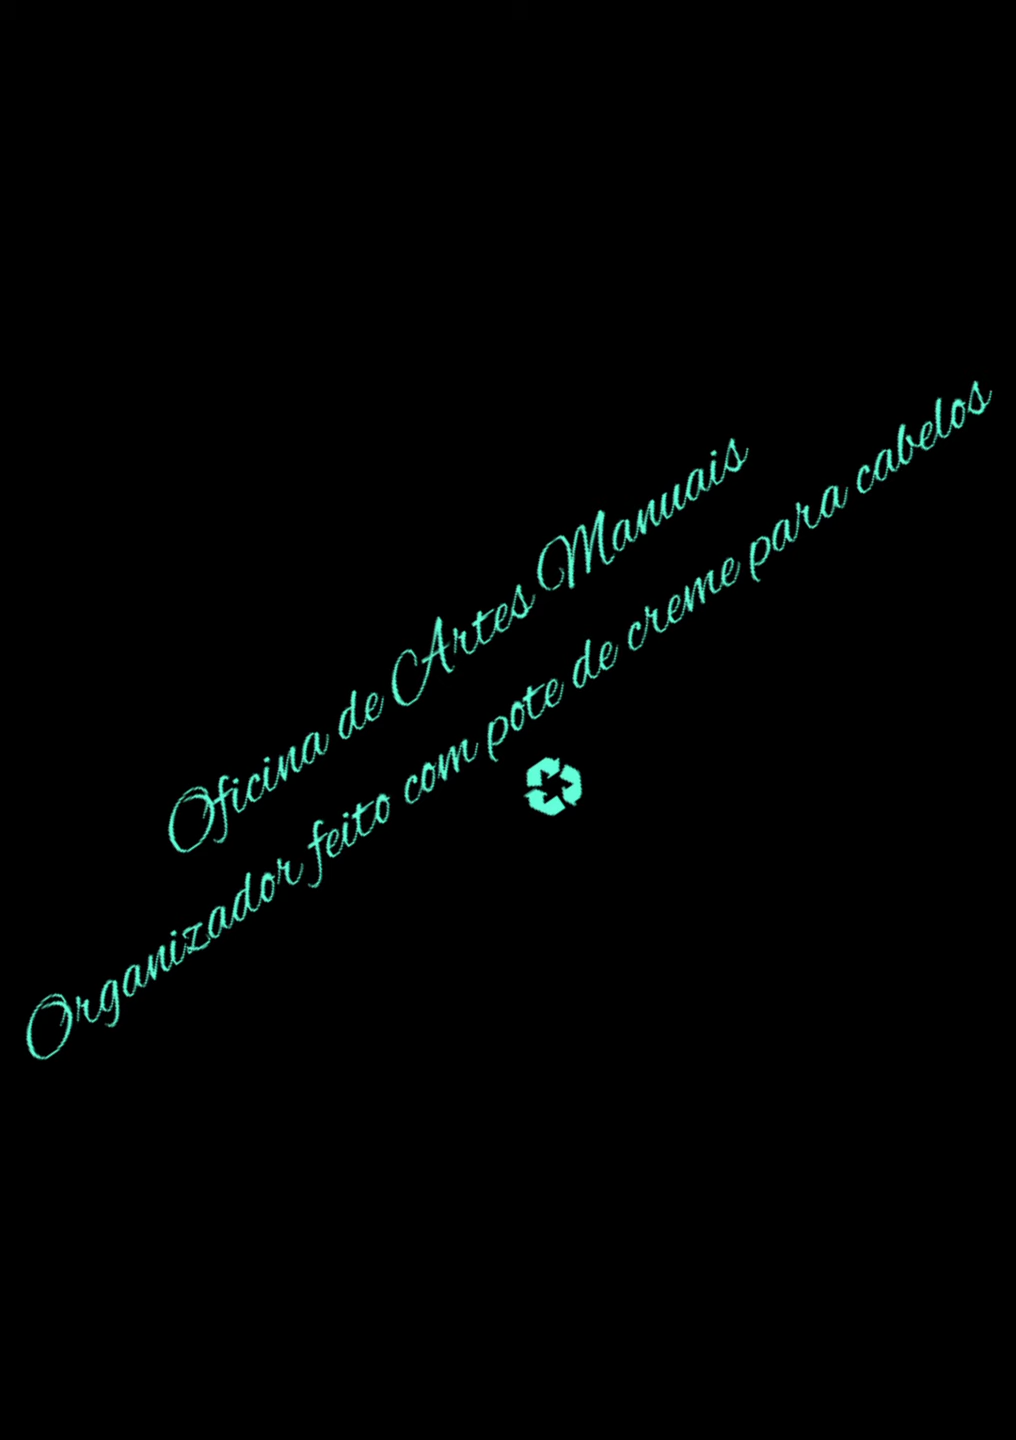 Oficina de Artes Manuais
Organizador feito com pote de creme para cabelos